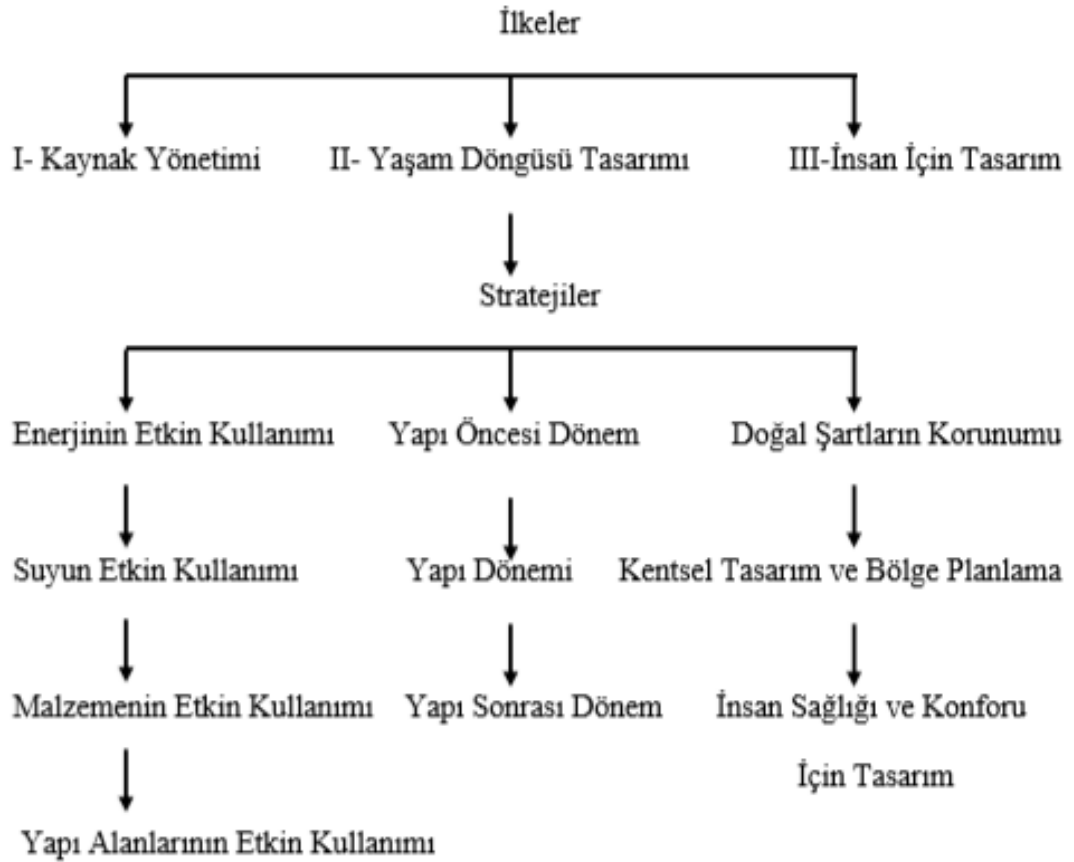 İlkeler
I- Kaynak Yönetimi
II- Yaşam Döngüsü Tasarımı
III-İnsan İçin Tasarım
Stratejiler
Enerjinin Etkin Kullanımı
Yapı Öncesi Dönem
Doğal Şartların Korunumu
Suyun Etkin Kullanımı
Yapı Dönemi
Kentsel Tasarım ve Bölge Planlama
Malzemenin Etkin Kullanımı
Yapı Sonrası Dönem
İnsan Sağlığı ve Konforu
İçin Tasarım
Yapı Alanlarının Etkin Kullanımı